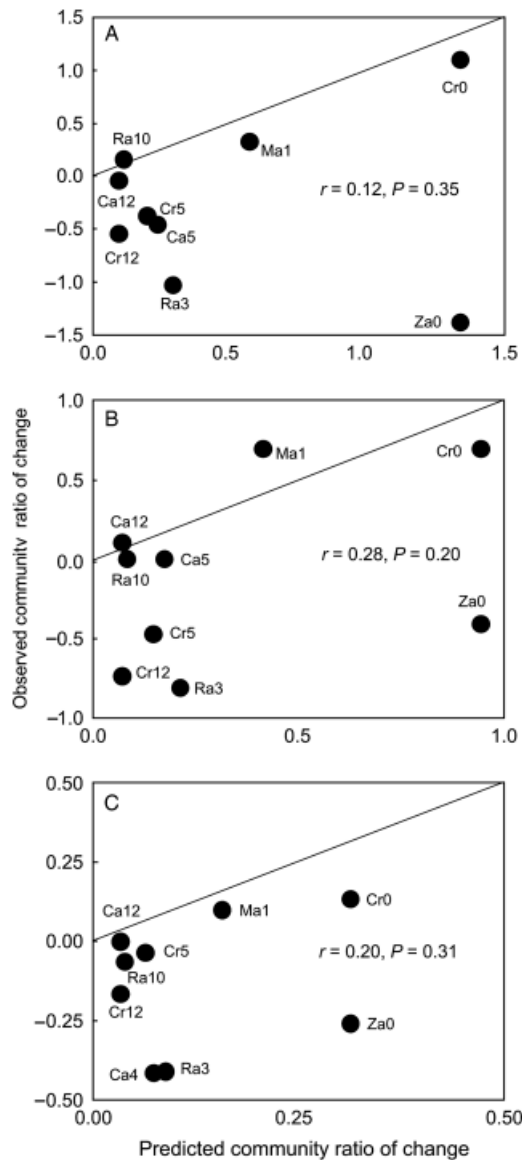 A
1.5
1.0
0.5
0.0
−0.5
−1.0
−1.5
Cr0
Ra10
Ma1
Ca12
Cr5
Ca5
Cr12
Ra3
Za0
r = 0.12, P = 0.35
0.0 0.5 1.0 1.5
B
1.0
0.5
0.0
−0.5
−1.0
Ma1
Cr0
Ca12
Ra10
Ca5
Cr5
Cr12
Ra3
Za0
r = 0.28, P = 0.20
0.0 0.5 1.0
Observed community ratio of change
C
0.50
0.25
0.00
−0.25
−0.50
Ca12
Ma1
Cr0
Cr5
Ra10
Cr12
Za0
Ca4
Ra3
r = 0.20, P = 0.31
0.00 0.25 0.50
Predicted community ratio of change